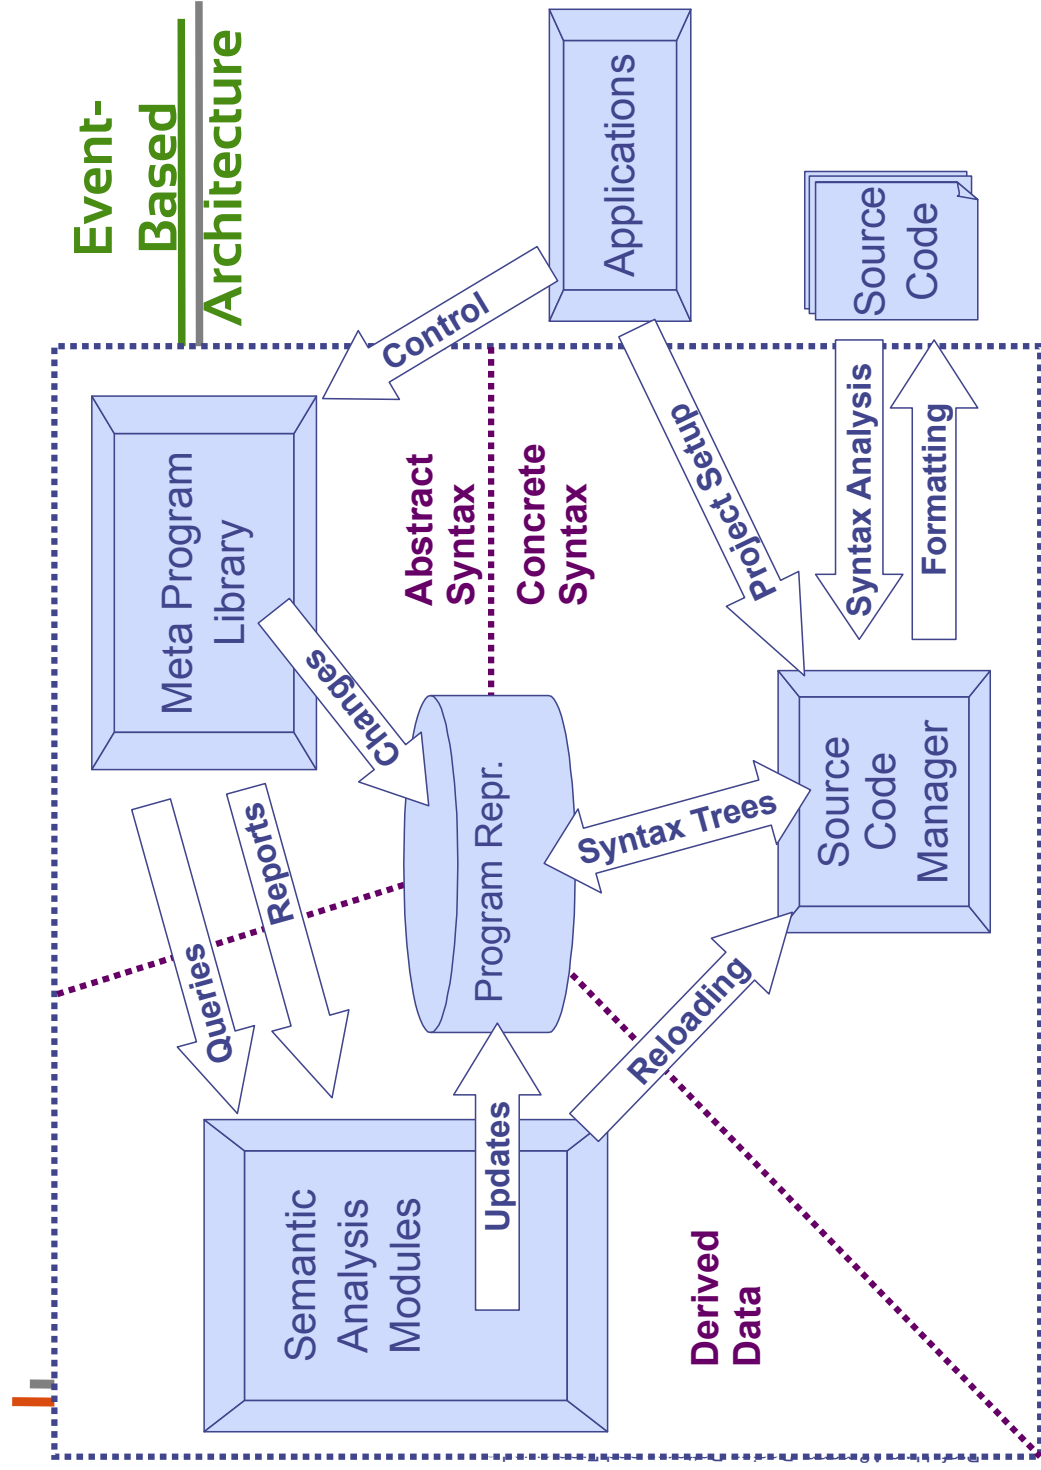 Event-
Based
Architecture
Meta Program
Library
Queries
Reports
Changes
Control
Abstract
Syntax
Concrete
Syntax
Applications
Semantic
Analysis
Modules
Updates
Program Repr.
Project Setup
Syntax Trees
Reloading
Derived
Data
Source
Code
Manager
Syntax Analysis
Formatting
Source
Code